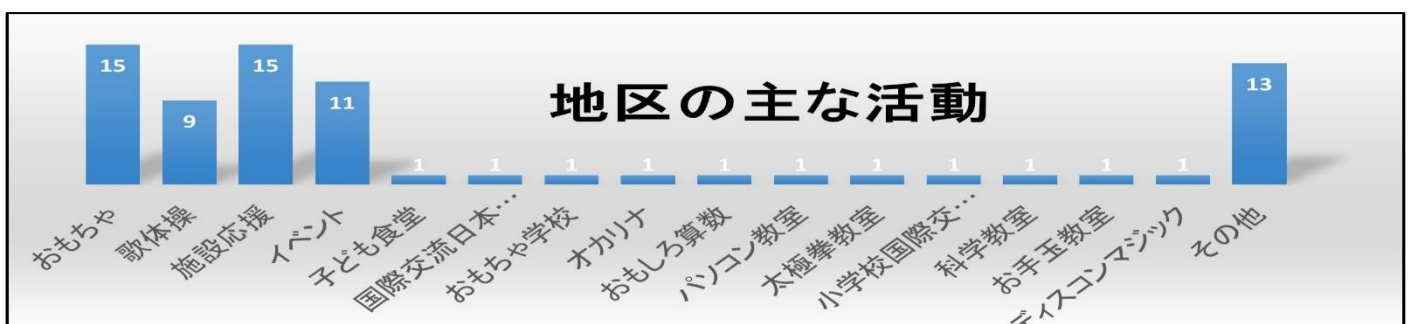 地区の主な活動
15
9
15
11
1
1
1
1
1
1
1
1
1
1
1
13
おもちゃ
歌体操
施設応援
イベント
子ども食堂
国際交流日本…
おもちゃ学校
オカリナ
おもしろ算数
パソコン教室
太極拳教室
小学校国際交…
科学教室
お手玉教室
ディスコンマジック
その他